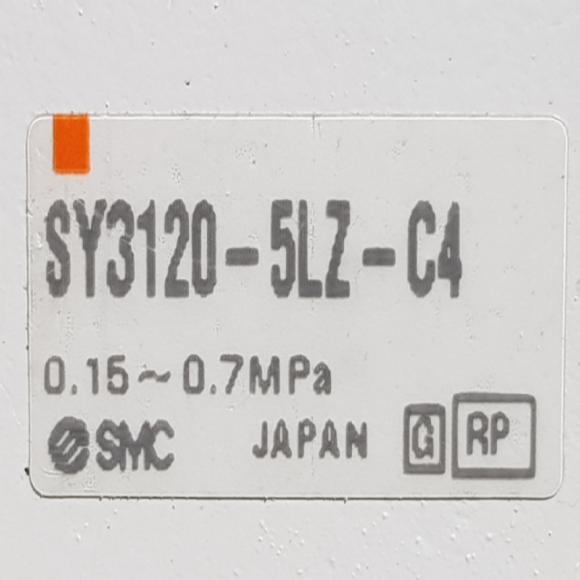 SY3120-5LZ-C4
0.15~0.7MPa
SMC JAPAN G RP